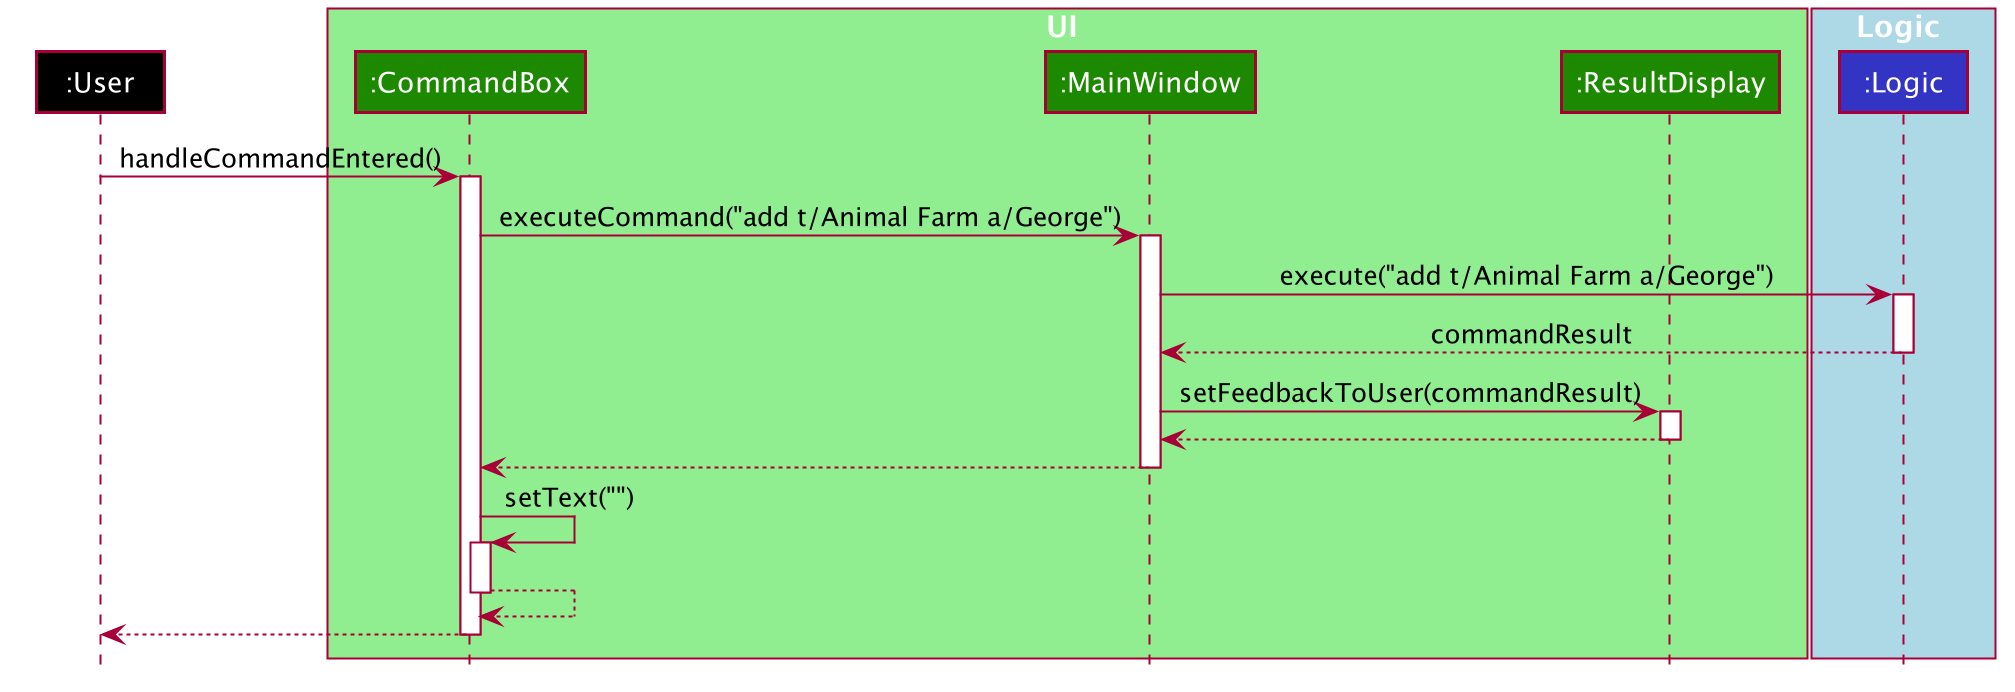 UI
Logic
:User
:CommandBox
:MainWindow
:ResultDisplay
:Logic
handleCommandEntered()
executeCommand("add t/Animal Farm a/George")
execute("add t/Animal Farm a/George")
commandResult
setFeedbackToUser(commandResult)
setText("")